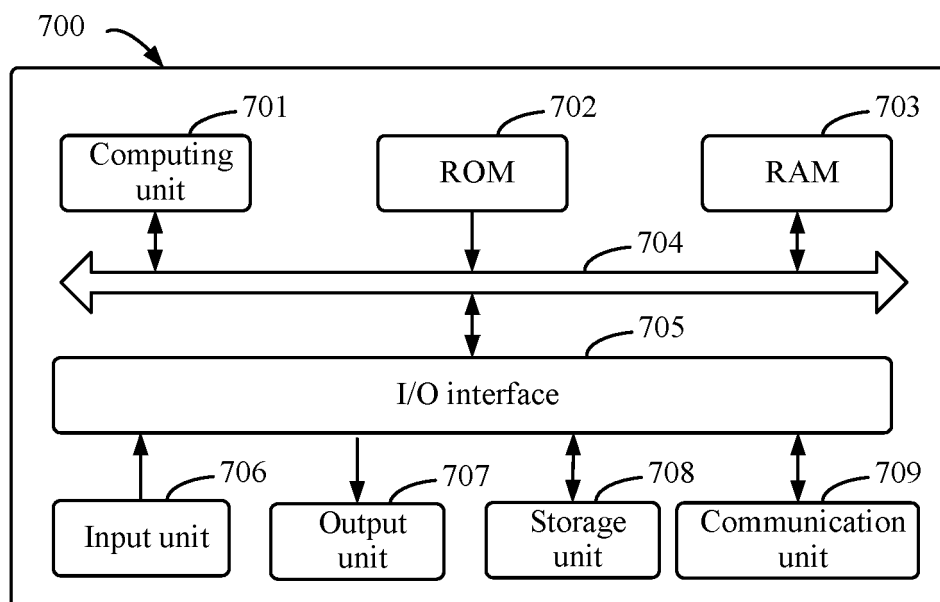 700
701
702
703
Computing
unit
ROM
RAM
704
705
I/O interface
706
707
708
709
Input unit
Output
unit
Storage
unit
Communication
unit